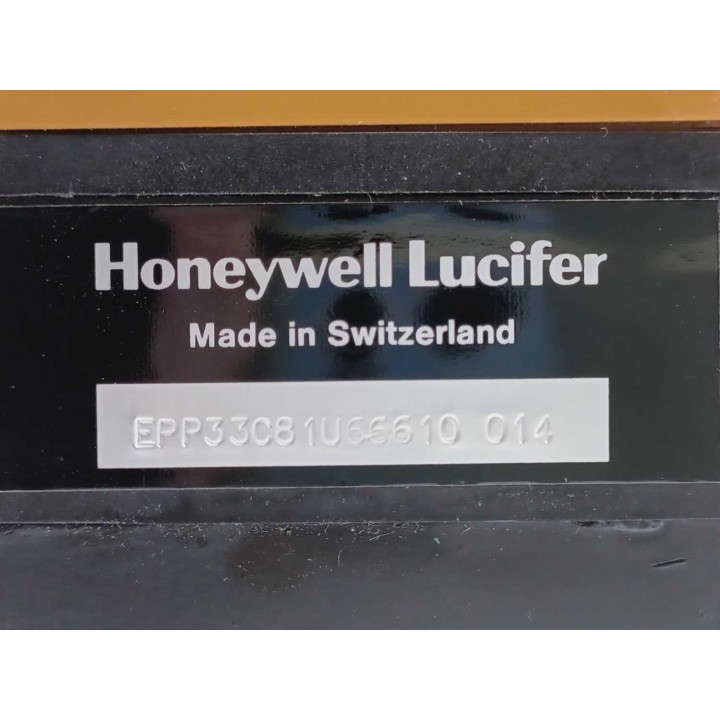 Honeywell Lucifer
Made in Switzerland
EPP33C81U66610 014